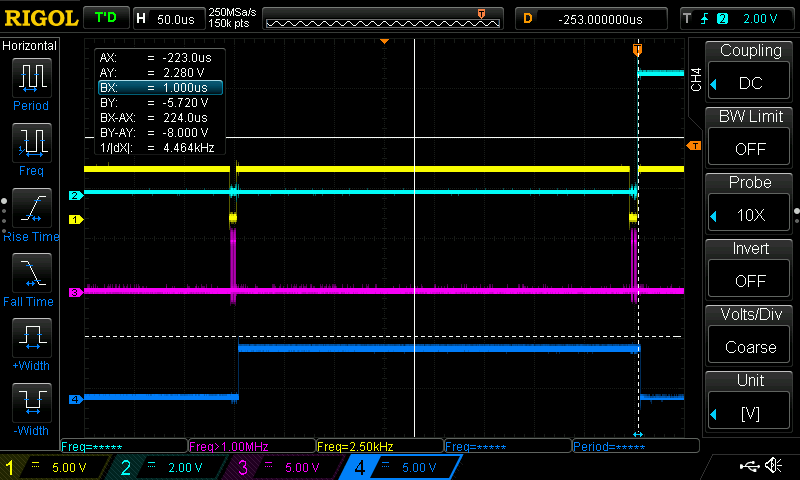 RIGOL T'D H 50.0us 250MSa/s 150k pts D -253.000000us T 2 2.00 V
Horizontal
Period
Freq
Rise Time
Fall Time
+Width
-Width
AX: = -223.0us
AY: = 2.280 V
BX: = 1.000us
BY: = -5.720 V
BX-AX: = 224.0us
BY-AY: = -8.000 V
1/|dX|: = 4.464kHz
T
T
T
2
1
3
4
CH4
Coupling
DC
BW Limit
OFF
Probe
10X
Invert
OFF
Volts/Div
Coarse
Unit
[V]
Freq=***** Freq>1.00MHz Freq=2.50kHz Freq=***** Period=*****
1 = 5.00 V 2 = 2.00 V 3 = 5.00 V 4 = 5.00 V